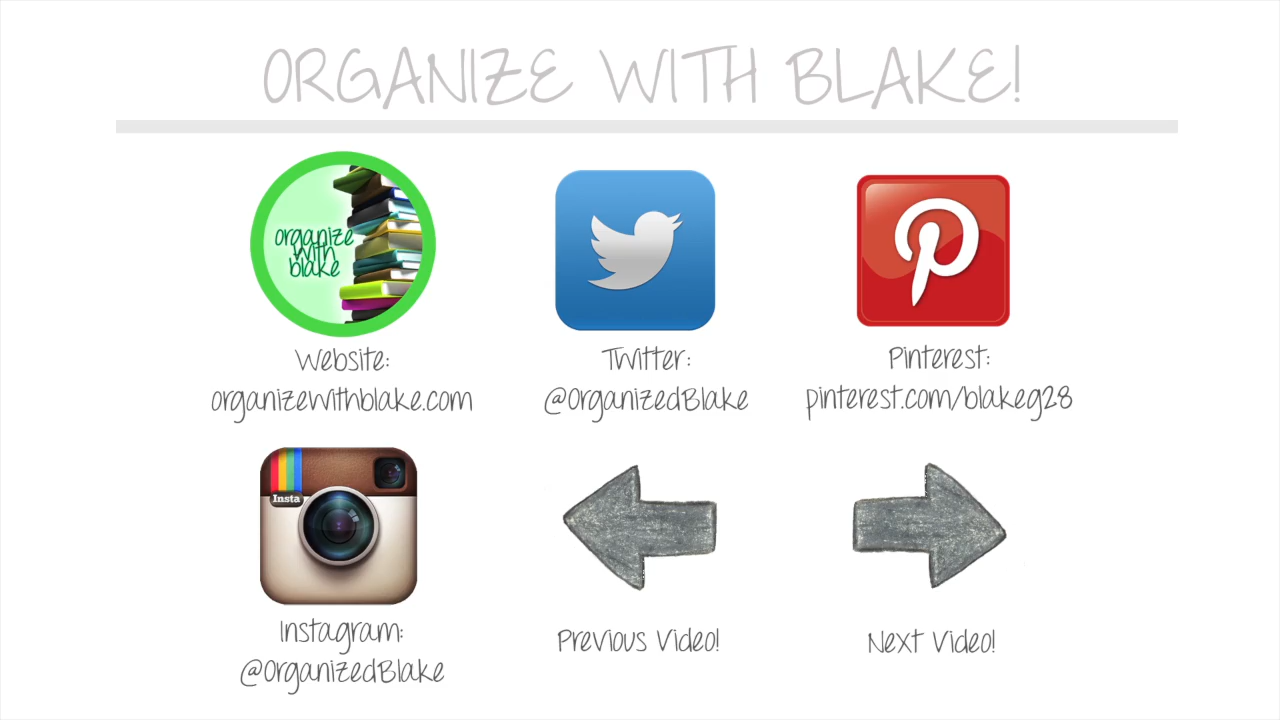 ORGANIZE WITH BLAKE!
organize
with
blake
Website:
organizewithblake.com
Twitter:
@OrganizedBlake
Pinterest:
pinterest.com/blakeg28
Insta
Instagram:
@OrganizedBlake
Previous Video!
Next Video!